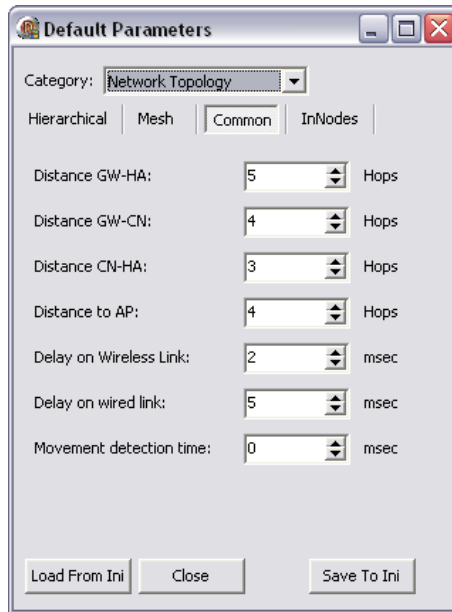 Default Parameters
Category: Network Topology
Hierarchical Mesh Common InNodes
Distance GW-HA: 5 Hops
Distance GW-CN: 4 Hops
Distance CN-HA: 3 Hops
Distance to AP: 4 Hops
Delay on Wireless Link: 2 msec
Delay on wired link: 5 msec
Movement detection time: 0 msec
Load From Ini Close Save To Ini